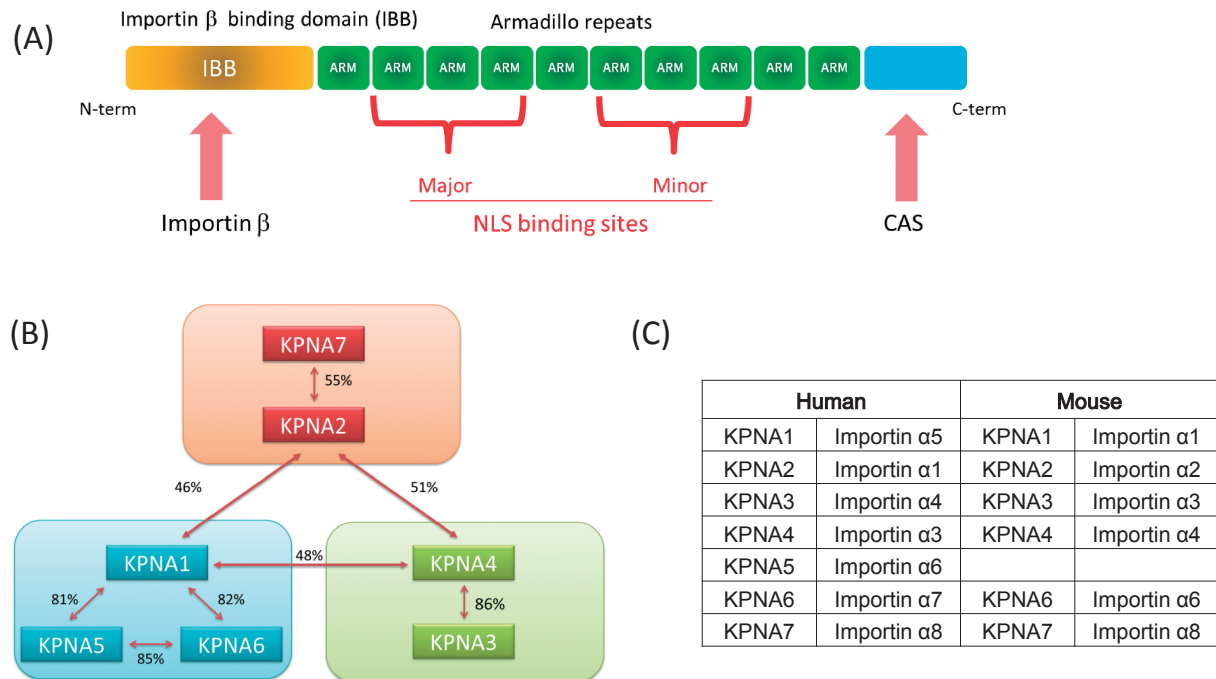 (A)
Importin β binding domain (IBB)
Armadillo repeats
IBB
ARM ARM ARM ARM ARM ARM ARM ARM ARM ARM
N-term
C-term
Major
Minor
NLS binding sites
Importin β
CAS
(B)
KPNA7
55%
KPNA2
46%
51%
KPNA1
48%
KPNA4
81%
82%
86%
KPNA5
85%
KPNA6
KPNA3
(C)
Human Mouse
KPNA1 Importin α5 KPNA1 Importin α1
KPNA2 Importin α1 KPNA2 Importin α2
KPNA3 Importin α4 KPNA3 Importin α3
KPNA4 Importin α3 KPNA4 Importin α4
KPNA5 Importin α6
KPNA6 Importin α7 KPNA6 Importin α6
KPNA7 Importin α8 KPNA7 Importin α8